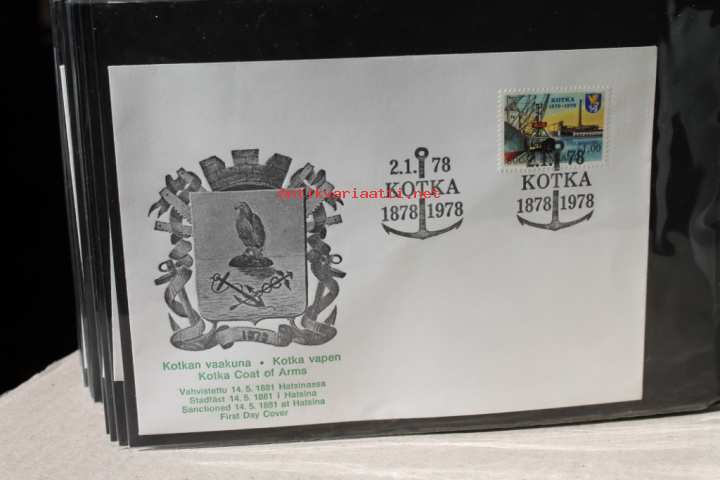 KOTKA
1878-1978
1.00
2.1. 78
KOTKA
1878 1978
2.1. 78
KOTKA
1878 1978
antikvariaatti.net
1878
Kotkan vaakuna • Kotka vapen
Kotka Coat of Arms
Vahvistettu 14. 5. 1881 Hatsinassa
Stadfäst 14. 5. 1881 i Hatsina
Sanctioned 14. 5. 1881 at Hatsina
First Day Cover